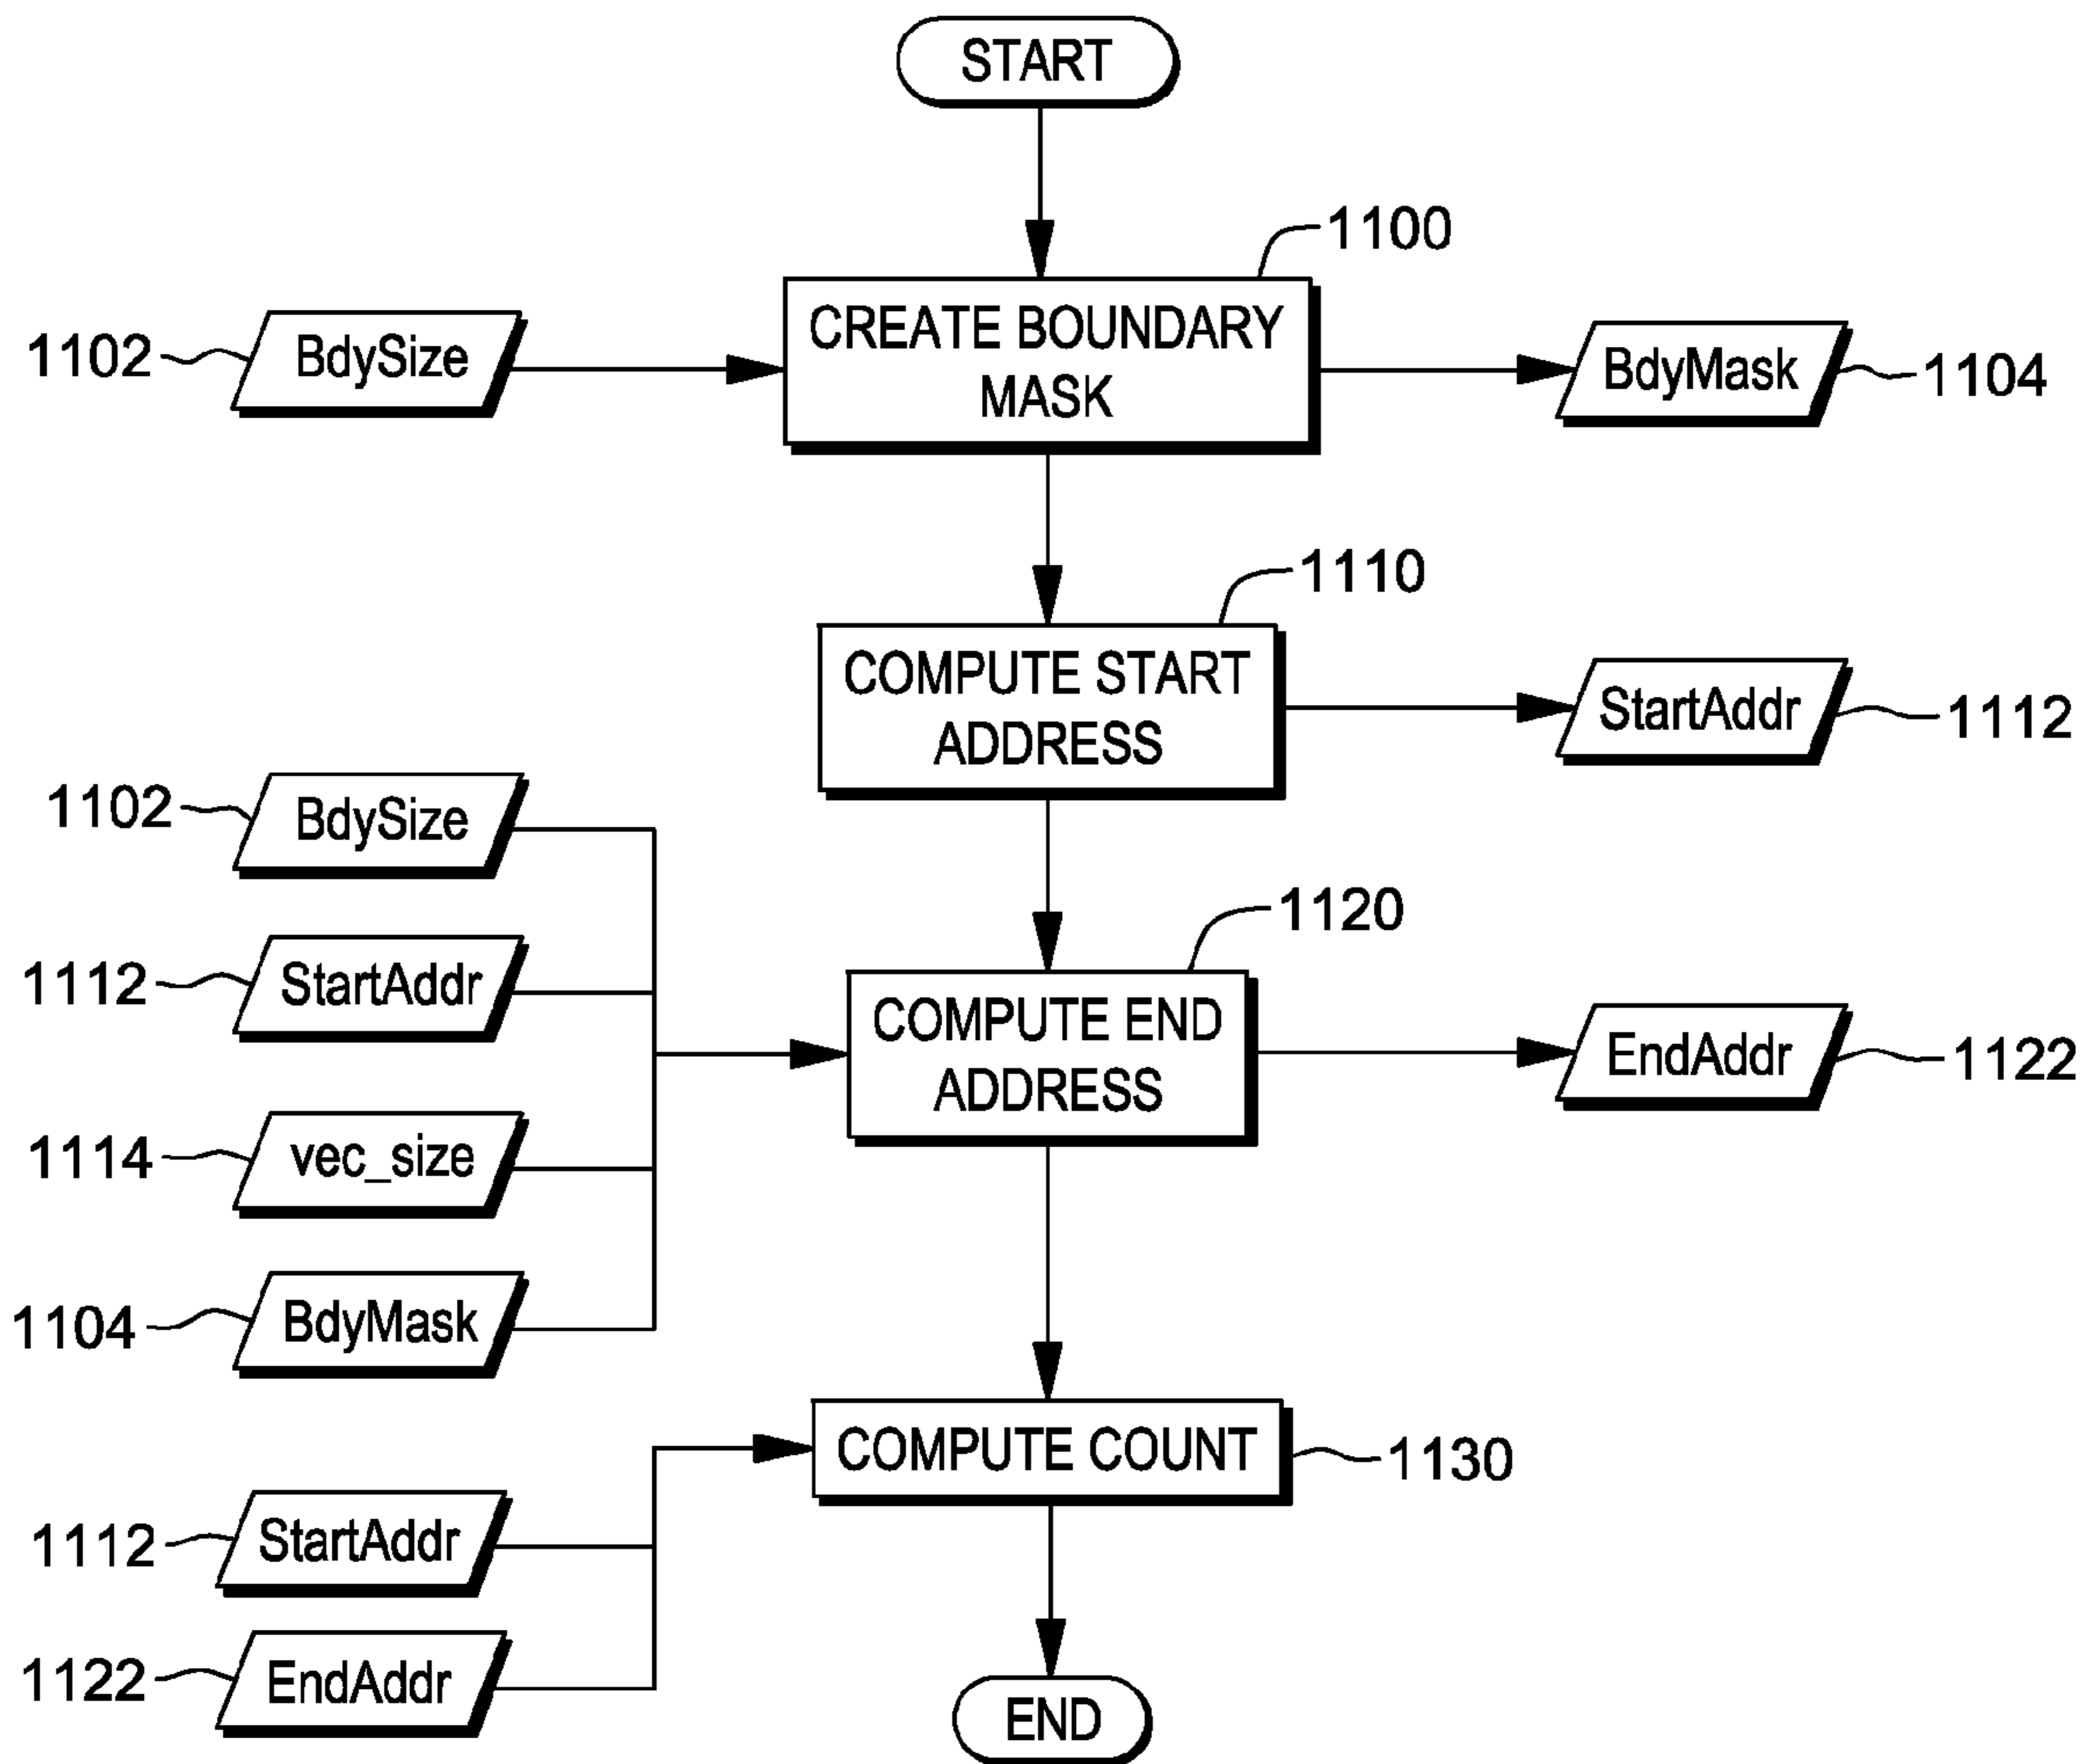 START
1100
1102
BdySize
CREATE BOUNDARY
MASK
BdyMask
1104
1110
COMPUTE START
ADDRESS
StartAddr
1112
1102
BdySize
1120
1112
StartAddr
COMPUTE END
ADDRESS
EndAddr
1122
1114
vec_size
1104
BdyMask
COMPUTE COUNT
1130
1112
StartAddr
1122
EndAddr
END